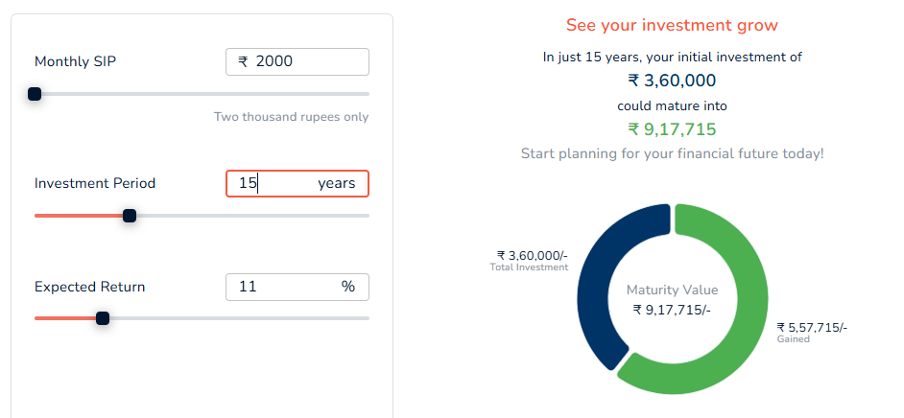 Monthly SIP
₹ 2000
Two thousand rupees only
Investment Period
15 years
Expected Return
11 %
See your investment grow
In just 15 years, your initial investment of
₹ 3,60,000
could mature into
₹ 9,17,715
Start planning for your financial future today!
₹ 3,60,000/-
Total Investment
Maturity Value
₹ 9,17,715/-
₹ 5,57,715/-
Gained